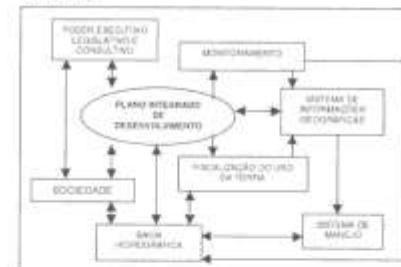 PODER EXECUTIVO
LEGISLATIVO E
CONSULTIVO
MONITORAMENTO
PLANO INTEGRADO
DE
DESENVOLVIMENTO
SISTEMA DE
INFORMAÇÕES
GEOGRÁFICAS
FISCALIZAÇÃO DO USO
DA TERRA
SOCIEDADE
BACIA
HIDROGRÁFICA
SISTEMA DE
MANEJO